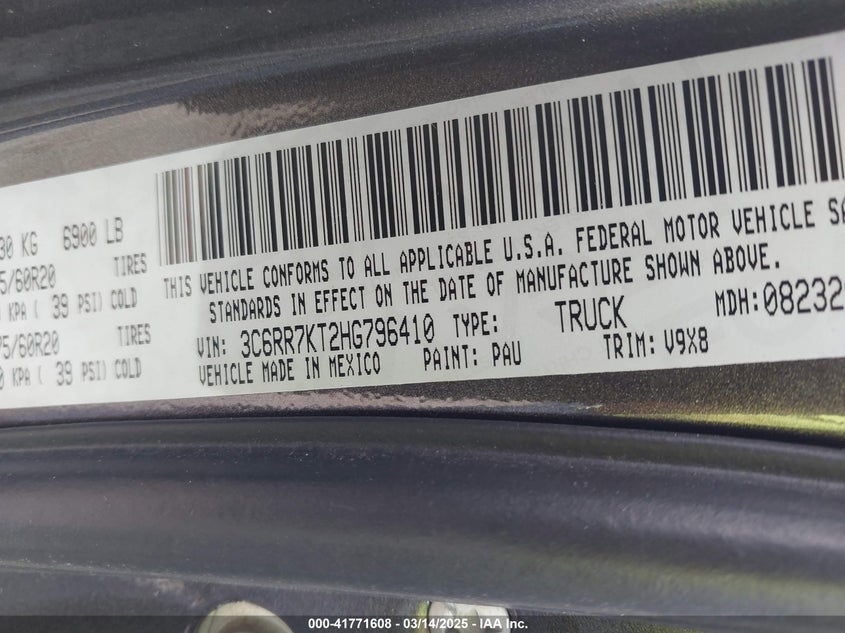 30 KG 6900 LB
5/60R20 TIRES
KPA ( 39 PSI) COLD
75/60R20 TIRES
0 KPA ( 39 PSI) COLD
THIS VEHICLE CONFORMS TO ALL APPLICABLE U.S.A. FEDERAL MOTOR VEHICLE SA
STANDARDS IN EFFECT ON THE DATE OF MANUFACTURE SHOWN ABOVE.
VIN: 3C6RR7KT2HG796410 TYPE: TRUCK MDH:08232
VEHICLE MADE IN MEXICO PAINT: PAU TRIM: V9X8
000-41771608 - 03/14/2025 - IAA Inc.